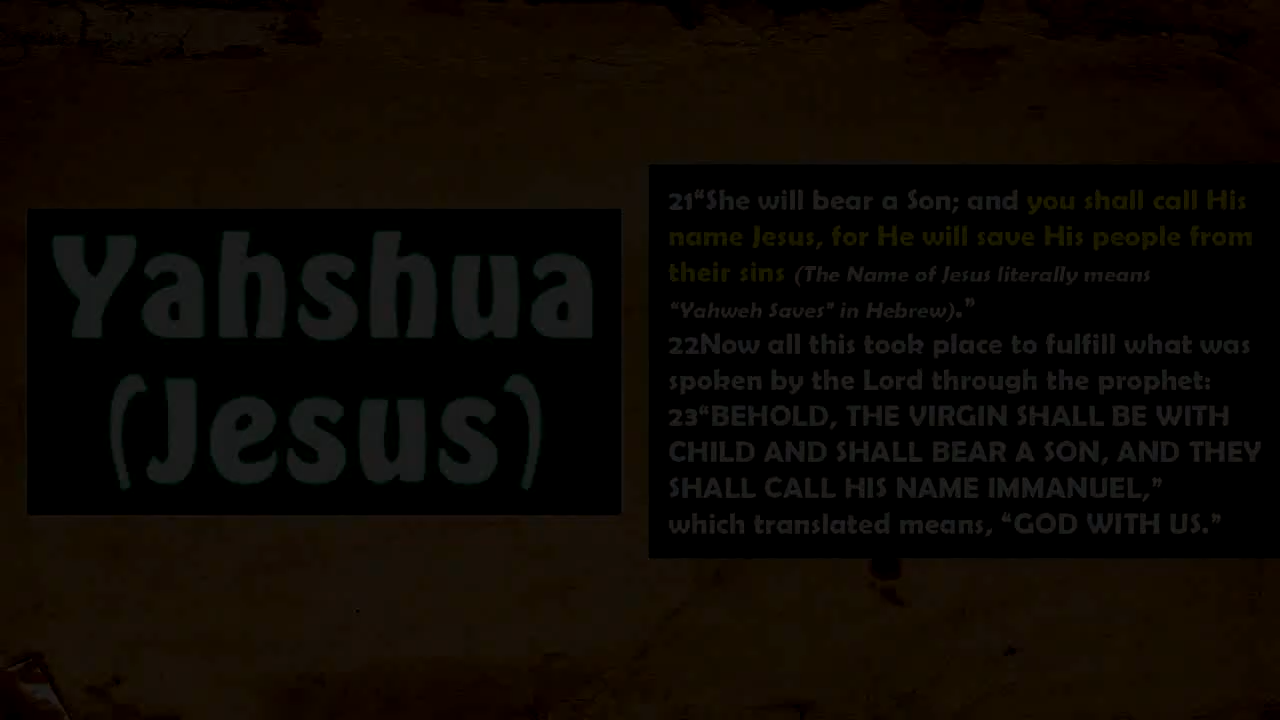 Yahshua
(Jesus)
21“She will bear a Son; and you shall call His
name Jesus, for He will save His people from
their sins (The Name of Jesus literally means
“Yahweh Saves” in Hebrew).”
22Now all this took place to fulfill what was
spoken by the Lord through the prophet:
23“BEHOLD, THE VIRGIN SHALL BE WITH
CHILD AND SHALL BEAR A SON, AND THEY
SHALL CALL HIS NAME IMMANUEL,”
which translated means, “GOD WITH US.”